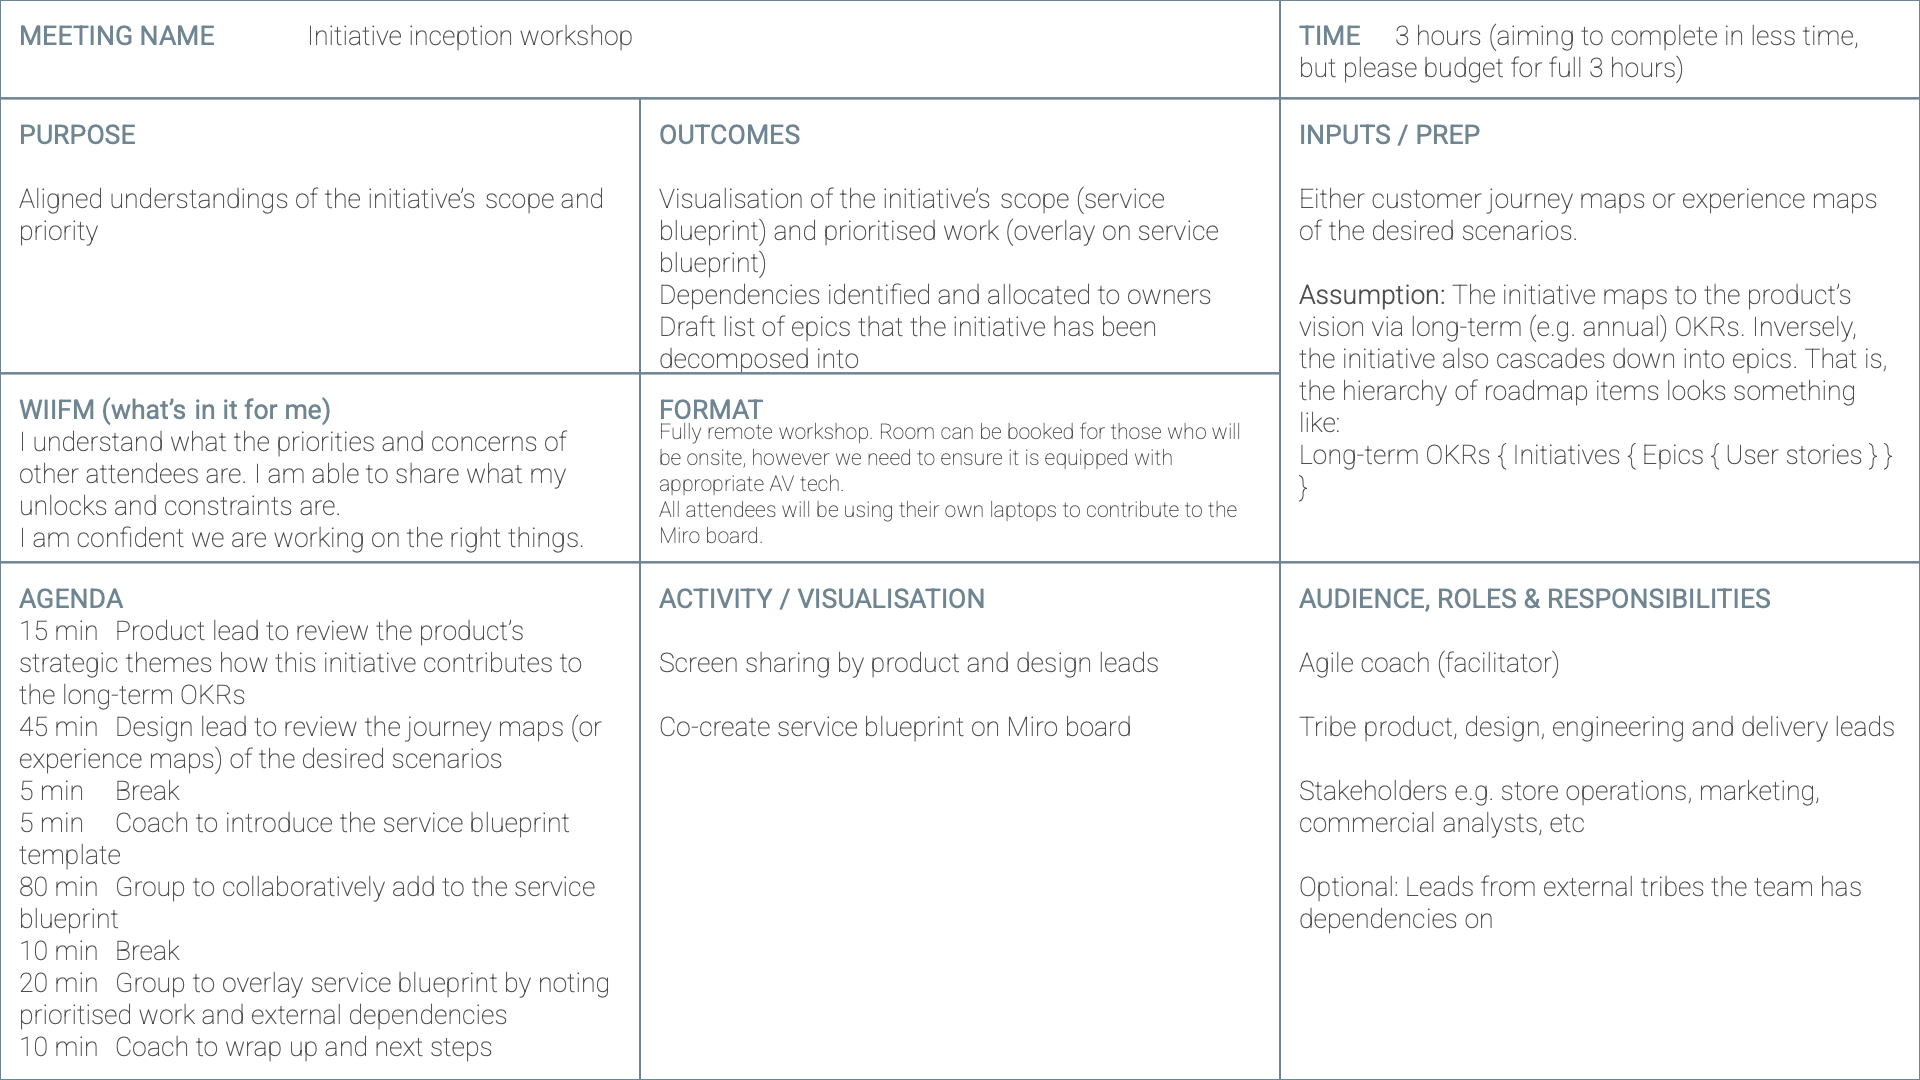 MEETING NAME Initiative inception workshop
TIME 3 hours (aiming to complete in less time,
but please budget for full 3 hours)
PURPOSE
Aligned understandings of the initiative's scope and
priority
OUTCOMES
Visualisation of the initiative's scope (service
blueprint) and prioritised work (overlay on service
blueprint)
Dependencies identified and allocated to owners
Draft list of epics that the initiative has been
decomposed into
INPUTS / PREP
Either customer journey maps or experience maps
of the desired scenarios.
Assumption: The initiative maps to the product's
vision via long-term (e.g. annual) OKRs. Inversely,
the initiative also cascades down into epics. That is,
the hierarchy of roadmap items looks something
like:
Long-term OKRs { Initiatives { Epics { User stories } }
}
WIIFM (what's in it for me)
I understand what the priorities and concerns of
other attendees are. I am able to share what my
unlocks and constraints are.
I am confident we are working on the right things.
FORMAT
Fully remote workshop. Room can be booked for those who will
be onsite, however we need to ensure it is equipped with
appropriate AV tech.
All attendees will be using their own laptops to contribute to the
Miro board.
AGENDA
15 min Product lead to review the product's
strategic themes how this initiative contributes to
the long-term OKRs
45 min Design lead to review the journey maps (or
experience maps) of the desired scenarios
5 min Break
5 min Coach to introduce the service blueprint
template
80 min Group to collaboratively add to the service
blueprint
10 min Break
20 min Group to overlay service blueprint by noting
prioritised work and external dependencies
10 min Coach to wrap up and next steps
ACTIVITY / VISUALISATION
Screen sharing by product and design leads
Co-create service blueprint on Miro board
AUDIENCE, ROLES & RESPONSIBILITIES
Agile coach (facilitator)
Tribe product, design, engineering and delivery leads
Stakeholders e.g. store operations, marketing,
commercial analysts, etc
Optional: Leads from external tribes the team has
dependencies on